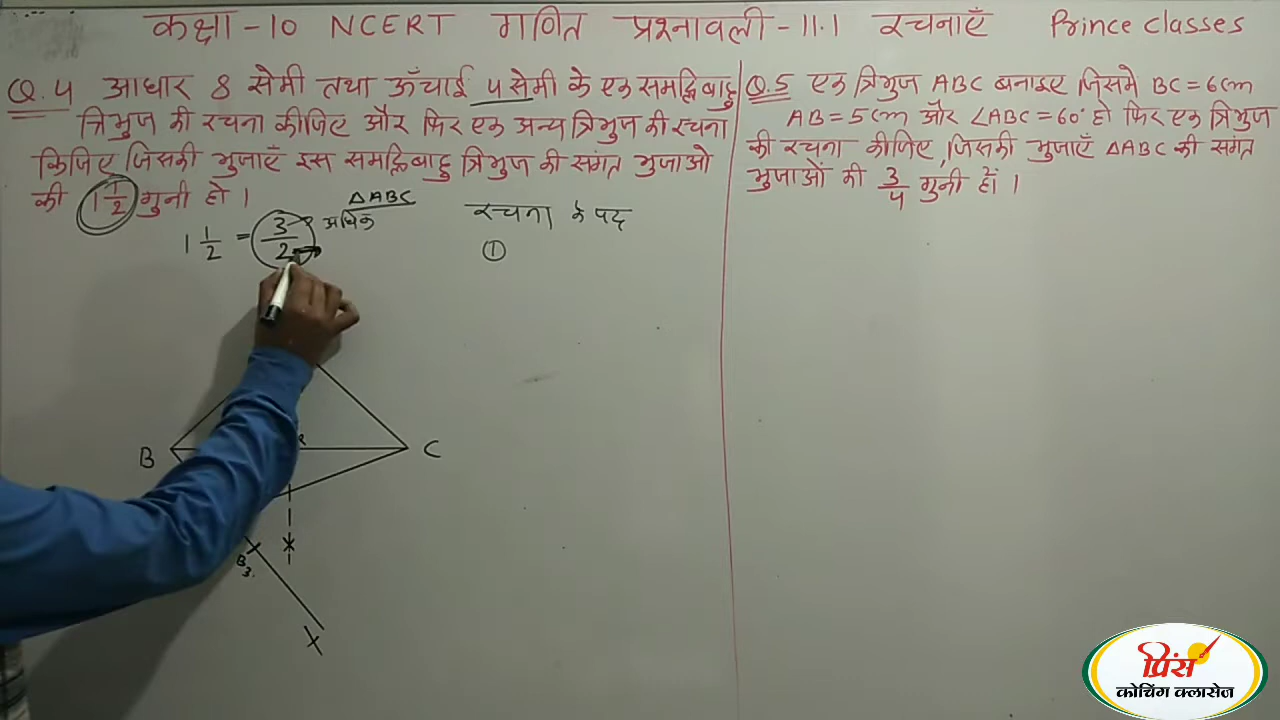 कक्षा -10 NCERT गणित प्रश्नावली -11.1 रचनाएँ Prince Classes
Q.4 आधार 8 सेमी तथा ऊँचाई 4 सेमी के एक समद्विबाहु
त्रिभुज की रचना कीजिए और फिर एक अन्य त्रिभुज की रचना
किजिए जिसकी भुजाएँ इस समद्विबाहु त्रिभुज की संगत भुजाओ
की 1 1/2 गुनी हो ।
1 1/2 = 3/2 अधिक ΔABC
रचना के पद
①
B
C
B3
X
Q.5 एक त्रिभुज ABC बनाइए जिसमे BC = 6cm
AB = 5cm और ∠ABC = 60° हो फिर एक त्रिभुज
की रचना कीजिए, जिसकी भुजाएँ ΔABC की संगत
भुजाओं की 3/4 गुनी हों ।
प्रिंस
कोचिंग क्लासेज